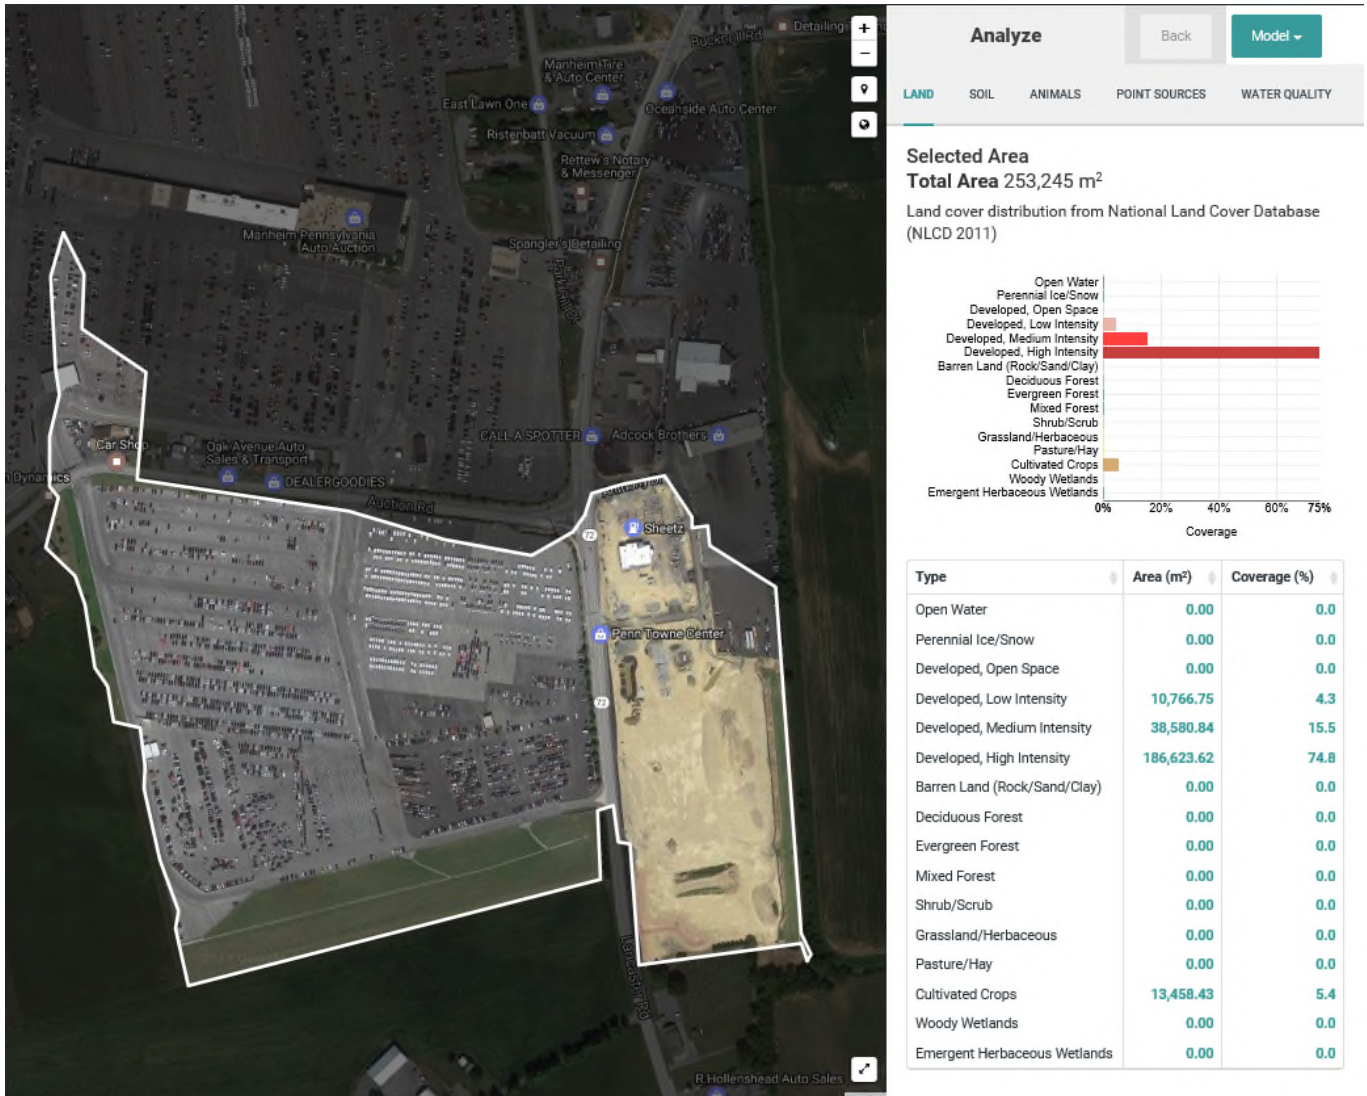 Bucknoll Rd
Detailing
Manheim Tire
& Auto Center
East Lawn One
Oceanside Auto Center
Ristenbatt Vacuum
Rettew's Notary
& Messenger
Manheim Pennsylvania
Auto Auction
Spangler's Detailing
CALL A SPOTTER
Adcock Brothers
Car Shop
Oak Avenue Auto
Sales & Transport
Dynamics
DEALERGOODIES
Auction Rd
72
Sheetz
Penn Towne Center
72
Lancaster Rd
R Hollenshead Auto Sales
+
−
Analyze
Back
Model
LAND
SOIL
ANIMALS
POINT SOURCES
WATER QUALITY
Selected Area
Total Area 253,245 m²
Land cover distribution from National Land Cover Database
(NLCD 2011)
Open Water
Perennial Ice/Snow
Developed, Open Space
Developed, Low Intensity
Developed, Medium Intensity
Developed, High Intensity
Barren Land (Rock/Sand/Clay)
Deciduous Forest
Evergreen Forest
Mixed Forest
Shrub/Scrub
Grassland/Herbaceous
Pasture/Hay
Cultivated Crops
Woody Wetlands
Emergent Herbaceous Wetlands
0% 20% 40% 60% 75%
Coverage
Type Area (m²) Coverage (%)
Open Water 0.00 0.0
Perennial Ice/Snow 0.00 0.0
Developed, Open Space 0.00 0.0
Developed, Low Intensity 10,766.75 4.3
Developed, Medium Intensity 38,580.84 15.5
Developed, High Intensity 186,623.62 74.8
Barren Land (Rock/Sand/Clay) 0.00 0.0
Deciduous Forest 0.00 0.0
Evergreen Forest 0.00 0.0
Mixed Forest 0.00 0.0
Shrub/Scrub 0.00 0.0
Grassland/Herbaceous 0.00 0.0
Pasture/Hay 0.00 0.0
Cultivated Crops 13,458.43 5.4
Woody Wetlands 0.00 0.0
Emergent Herbaceous Wetlands 0.00 0.0